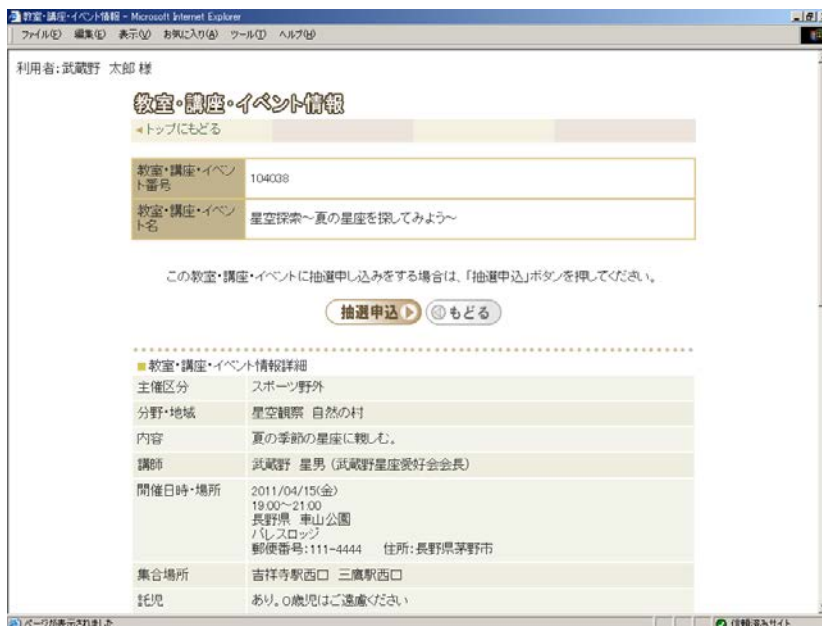 教室・講座・イベント情報 - Microsoft Internet Explorer
ファイル(F) 編集(E) 表示(V) お気に入り(A) ツール(T) ヘルプ(H)
利用者:武蔵野 太郎 様
教室・講座・イベント情報
トップにもどる
教室・講座・イベン
ト番号
104038
教室・講座・イベン
ト名
星空探索～夏の星座を探してみよう～
この教室・講座・イベントに抽選申し込みをする場合は、「抽選申込」ボタンを押してください。
抽選申込 もどる
■教室・講座・イベント情報詳細
主催区分 スポーツ野外
分野・地域 星空観察 自然の村
内容 夏の季節の星座に親しむ。
講師 武蔵野 星男 (武蔵野星座愛好会会長)
開催日時・場所 2011/04/15(金)
19:00～21:00
長野県 車山公園
パレスロッジ
郵便番号:111-4444 住所:長野県茅野市
集合場所 吉祥寺駅西口 三鷹駅西口
託児 あり。0歳児はご遠慮ください
ページが表示されました
信頼済みサイト